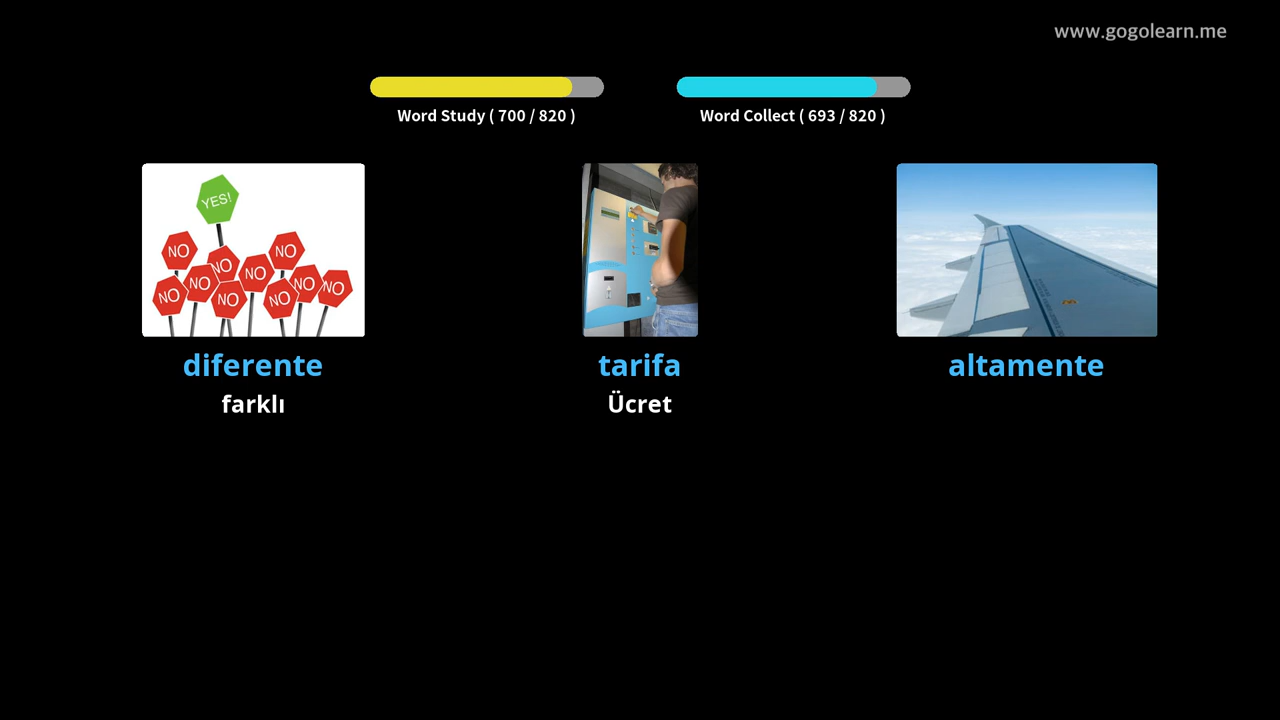 www.gogolearn.me
Word Study ( 700 / 820 )
Word Collect ( 693 / 820 )
YES!
NO
NO
NO
NO
NO
NO
NO
NO
NO
NO
diferente
tarifa
altamente
farklı
Ücret